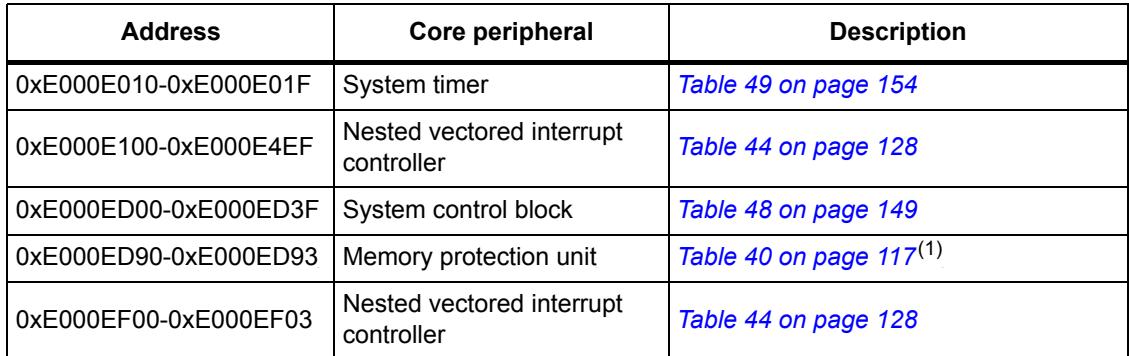 Address Core peripheral Description
0xE000E010-0xE000E01F System timer Table 49 on page 154
0xE000E100-0xE000E4EF Nested vectored interrupt
controller Table 44 on page 128
0xE000ED00-0xE000ED3F System control block Table 48 on page 149
0xE000ED90-0xE000ED93 Memory protection unit Table 40 on page 117(1)
0xE000EF00-0xE000EF03 Nested vectored interrupt
controller Table 44 on page 128